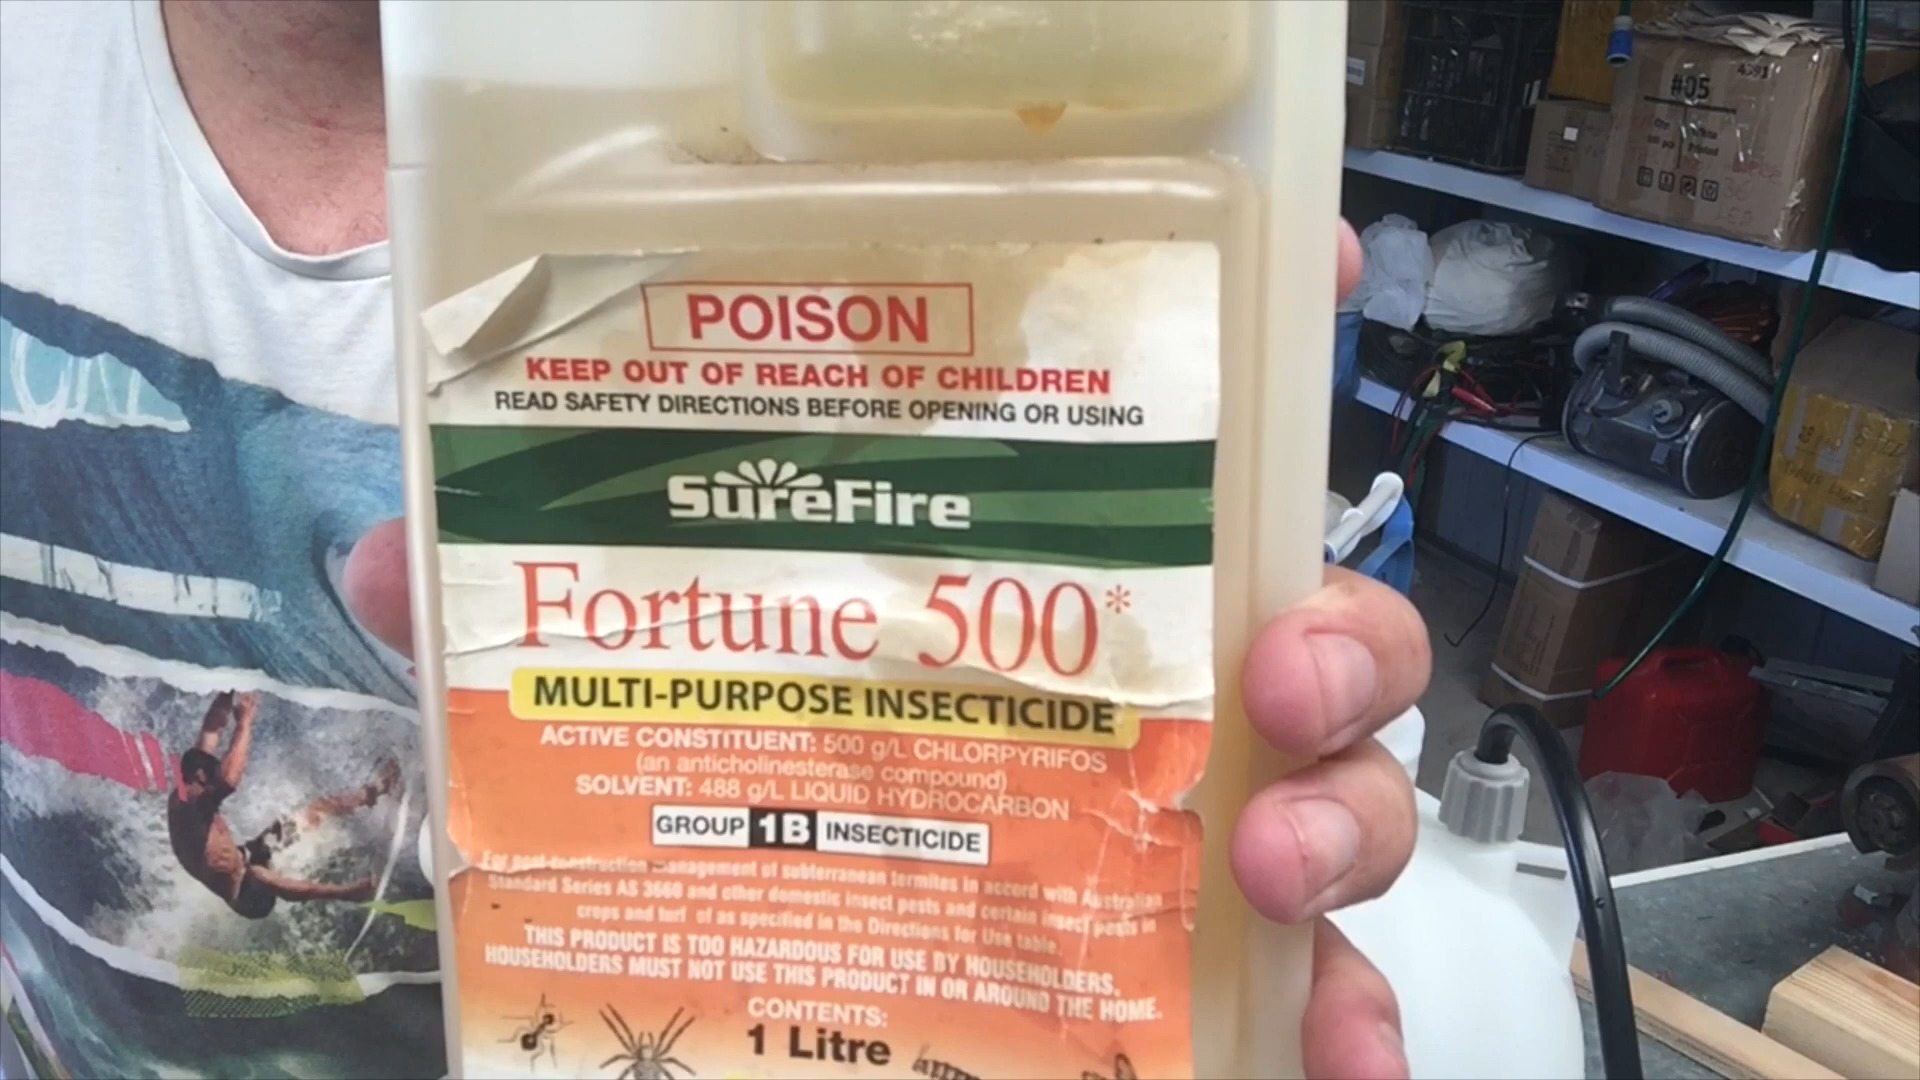 POISON
KEEP OUT OF REACH OF CHILDREN
READ SAFETY DIRECTIONS BEFORE OPENING OR USING
SureFire
Fortune 500*
MULTI-PURPOSE INSECTICIDE
ACTIVE CONSTITUENT: 500 g/L CHLORPYRIFOS
(an anticholinesterase compound)
SOLVENT: 488 g/L LIQUID HYDROCARBON
GROUP 1B INSECTICIDE
For post-construction management of subterranean termites in accord with Australian
Standard Series AS 3660 and other domestic insect pests and certain insect pests in
crops and turf of as specified in the Directions for Use table.
THIS PRODUCT IS TOO HAZARDOUS FOR USE BY HOUSEHOLDERS.
HOUSEHOLDERS MUST NOT USE THIS PRODUCT IN OR AROUND THE HOME.
CONTENTS:
1 Litre
#05